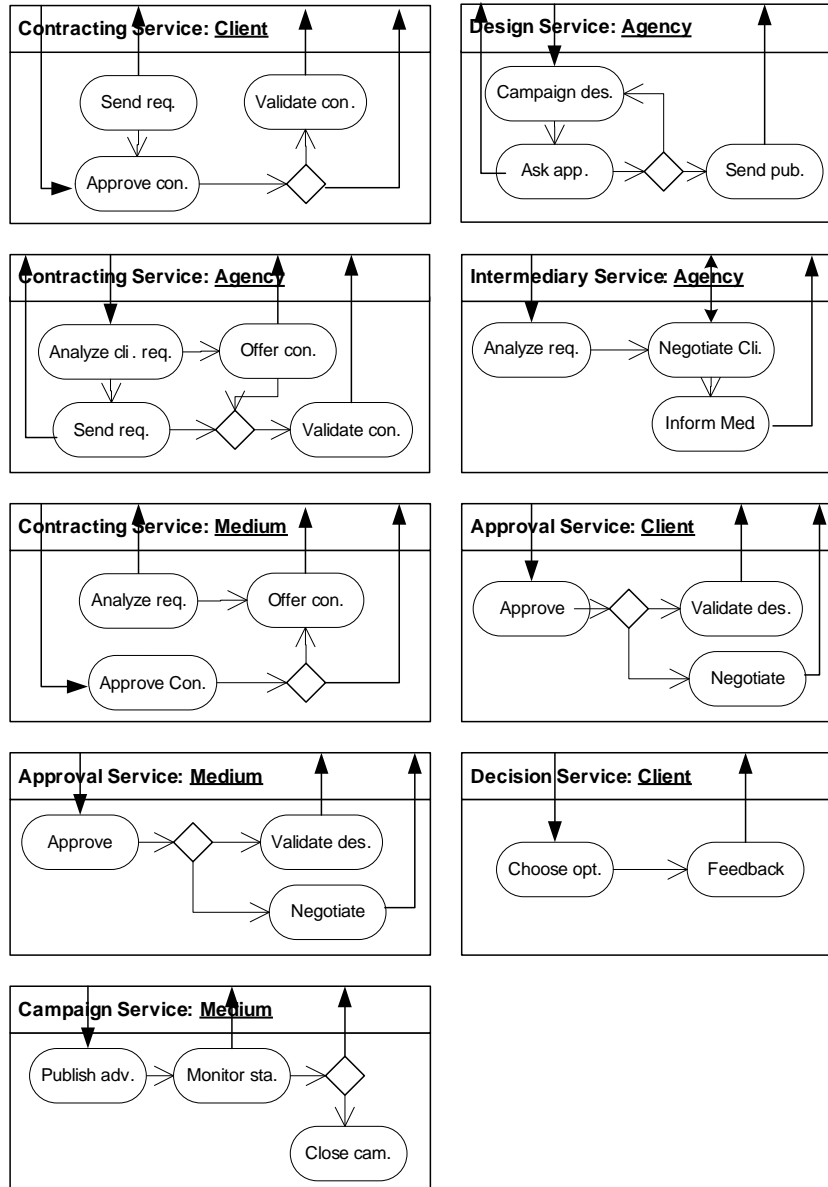 Contracting Service: Client
Send req.
Validate con.
Approve con.
Design Service: Agency
Campaign des.
Ask app.
Send pub.
Contracting Service: Agency
Analyze cli. req.
Offer con.
Send req.
Validate con.
Intermediary Service: Agency
Analyze req.
Negotiate Cli.
Inform Med.
Contracting Service: Medium
Analyze req.
Offer con.
Approve Con.
Approval Service: Client
Approve
Validate des.
Negotiate
Approval Service: Medium
Approve
Validate des.
Negotiate
Decision Service: Client
Choose opt.
Feedback
Campaign Service: Medium
Publish adv.
Monitor sta.
Close cam.